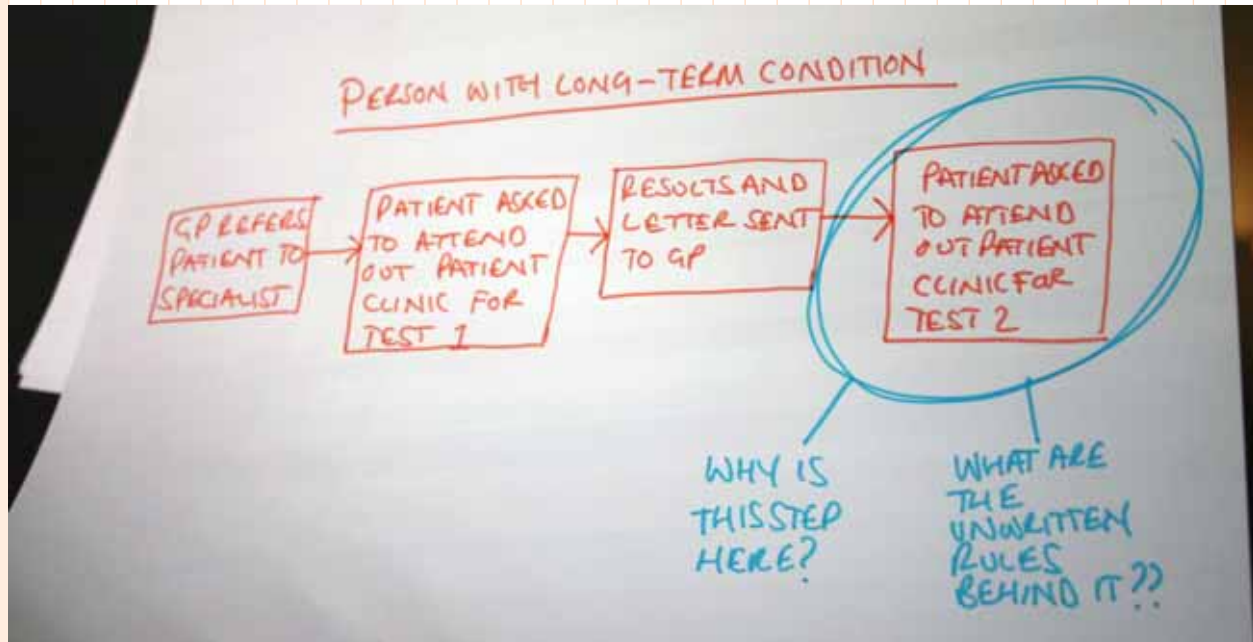 PERSON WITH LONG-TERM CONDITION
GP REFERS
PATIENT TO
SPECIALIST
PATIENT ASKED
TO ATTEND
OUT PATIENT
CLINIC FOR
TEST 1
RESULTS AND
LETTER SENT
TO GP
PATIENT ASKED
TO ATTEND
OUT PATIENT
CLINIC FOR
TEST 2
WHY IS
THIS STEP
HERE?
WHAT ARE
THE
UNWRITTEN
RULES
BEHIND IT??